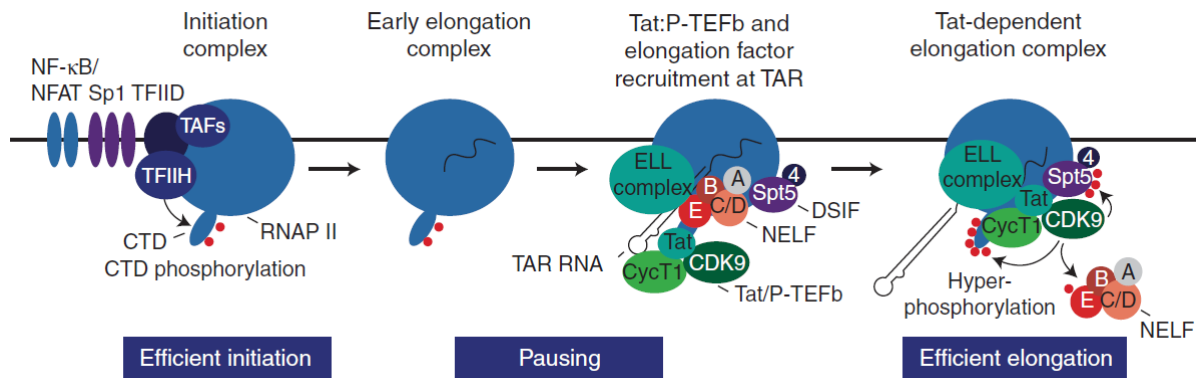 Initiation
complex
NF-κB/
NFAT Sp1 TFIID
TAFs
TFIIH
CTD
RNAP II
CTD phosphorylation
Efficient initiation
Early elongation
complex
Pausing
Tat:P-TEFb and
elongation factor
recruitment at TAR
ELL
complex
B
A
E
C/D
4
Spt5
DSIF
NELF
TAR RNA
Tat
CycT1
CDK9
Tat/P-TEFb
Tat-dependent
elongation complex
ELL
complex
4
Spt5
Tat
CycT1
CDK9
Hyper-
phosphorylation
B
A
E
C/D
NELF
Efficient elongation